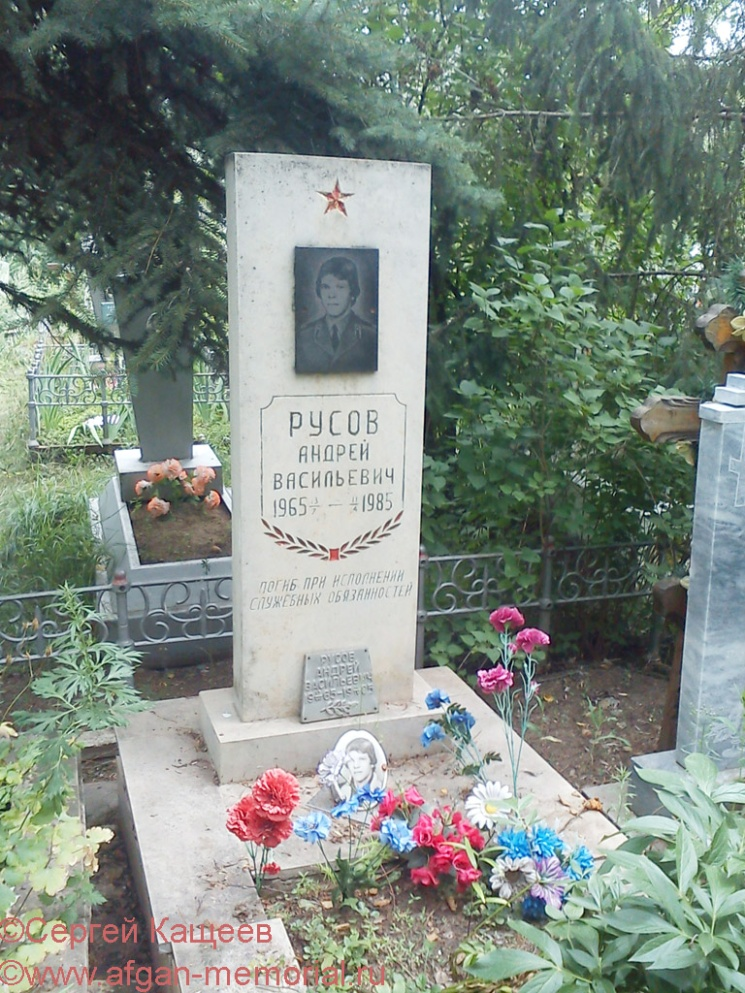 РУСОВ
АНДРЕЙ
ВАСИЛЬЕВИЧ
1965 — 1985
ПОГИБ ПРИ ИСПОЛНЕНИИ
СЛУЖЕБНЫХ ОБЯЗАННОСТЕЙ
РУСОВ
АНДРЕЙ
ВАСИЛЬЕВИЧ
©Сергей Кащеев
©www.afgan-memorial.ru